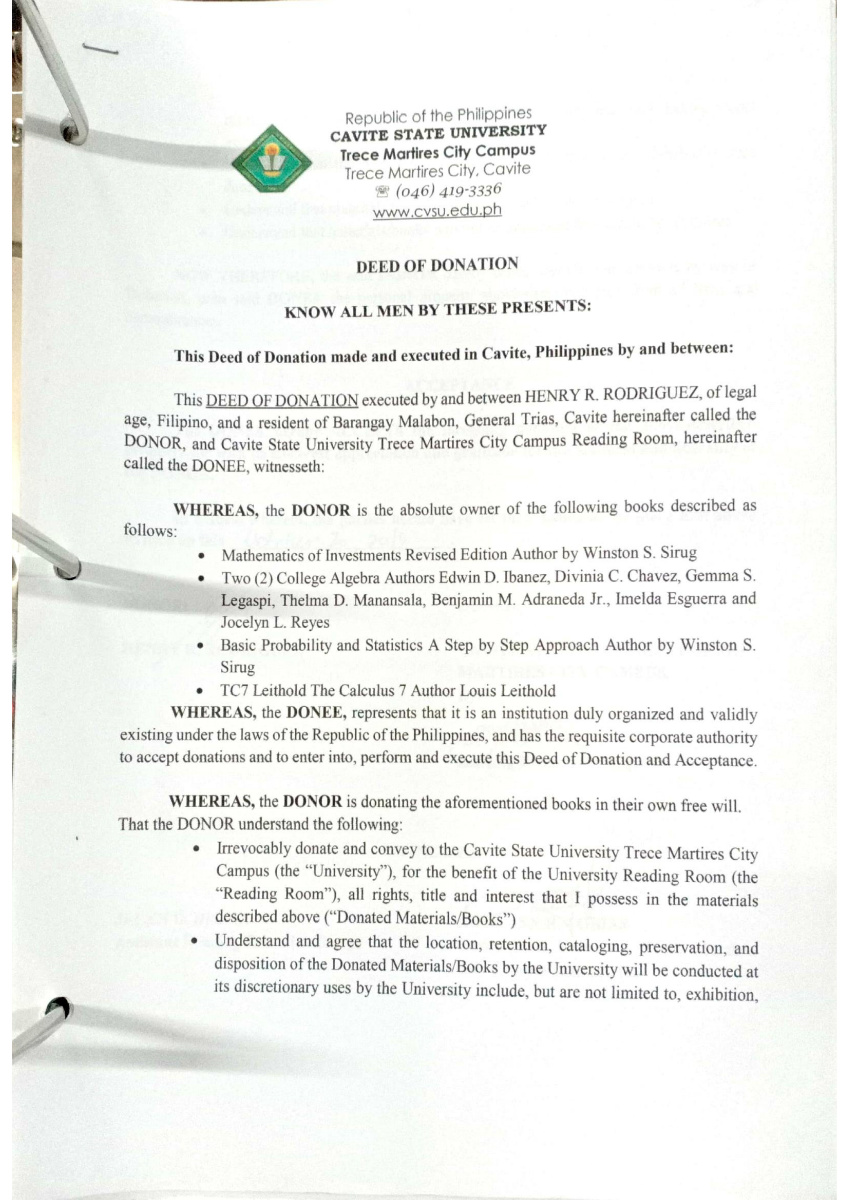 Republic of the Philippines
CAVITE STATE UNIVERSITY
Trece Martires City Campus
Trece Martires City, Cavite
☏ (046) 419-3336
www.cvsu.edu.ph
DEED OF DONATION
KNOW ALL MEN BY THESE PRESENTS:
This Deed of Donation made and executed in Cavite, Philippines by and between:
This DEED OF DONATION executed by and between HENRY R. RODRIGUEZ, of legal
age, Filipino, and a resident of Barangay Malabon, General Trias, Cavite hereinafter called the
DONOR, and Cavite State University Trece Martires City Campus Reading Room, hereinafter
called the DONEE, witnesseth:
WHEREAS, the DONOR is the absolute owner of the following books described as
follows:
• Mathematics of Investments Revised Edition Author by Winston S. Sirug
• Two (2) College Algebra Authors Edwin D. Ibanez, Divinia C. Chavez, Gemma S.
Legaspi, Thelma D. Manansala, Benjamin M. Adraneda Jr., Imelda Esguerra and
Jocelyn L. Reyes
• Basic Probability and Statistics A Step by Step Approach Author by Winston S.
Sirug
• TC7 Leithold The Calculus 7 Author Louis Leithold
WHEREAS, the DONEE, represents that it is an institution duly organized and validly
existing under the laws of the Republic of the Philippines, and has the requisite corporate authority
to accept donations and to enter into, perform and execute this Deed of Donation and Acceptance.
WHEREAS, the DONOR is donating the aforementioned books in their own free will.
That the DONOR understand the following:
• Irrevocably donate and convey to the Cavite State University Trece Martires City
Campus (the “University”), for the benefit of the University Reading Room (the
“Reading Room”), all rights, title and interest that I possess in the materials
described above (“Donated Materials/Books”)
• Understand and agree that the location, retention, cataloging, preservation, and
disposition of the Donated Materials/Books by the University will be conducted at
its discretionary uses by the University include, but are not limited to, exhibition,